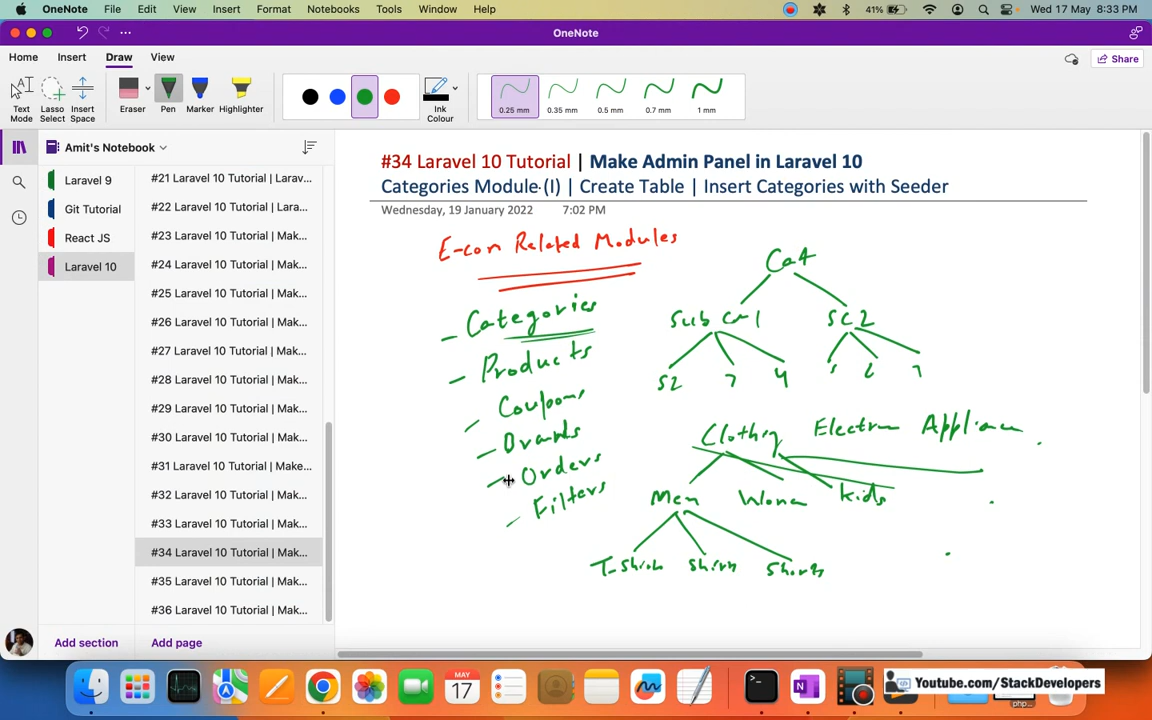 OneNote File Edit View Insert Format Notebooks Tools Window Help 41% Wed 17 May 8:33 PM
OneNote
Home Insert Draw View Share
Text Mode Lasso Select Insert Space Eraser Pen Marker Highlighter Ink Colour 0.25 mm 0.35 mm 0.5 mm 0.7 mm 1 mm
Amit's Notebook
Laravel 9
Git Tutorial
React JS
Laravel 10
#21 Laravel 10 Tutorial | Larav...
#22 Laravel 10 Tutorial | Lara...
#23 Laravel 10 Tutorial | Mak...
#24 Laravel 10 Tutorial | Mak...
#25 Laravel 10 Tutorial | Mak...
#26 Laravel 10 Tutorial | Mak...
#27 Laravel 10 Tutorial | Mak...
#28 Laravel 10 Tutorial | Mak...
#29 Laravel 10 Tutorial | Mak...
#30 Laravel 10 Tutorial | Mak...
#31 Laravel 10 Tutorial | Make...
#32 Laravel 10 Tutorial | Mak...
#33 Laravel 10 Tutorial | Mak...
#34 Laravel 10 Tutorial | Mak...
#35 Laravel 10 Tutorial | Mak...
#36 Laravel 10 Tutorial | Mak...
Add section Add page
#34 Laravel 10 Tutorial | Make Admin Panel in Laravel 10
Categories Module (I) | Create Table | Insert Categories with Seeder
Wednesday, 19 January 2022 7:02 PM
E-com Related Modules
- Categories
- Products
- Coupons
- Brands
- Orders
- Filters
Cat
Sub Cat 1 SC2
Clothing Appliance
Men Women Kids
T-Shirts Shirts Shorts
MAY 17
Youtube.com/StackDevelopers
php...